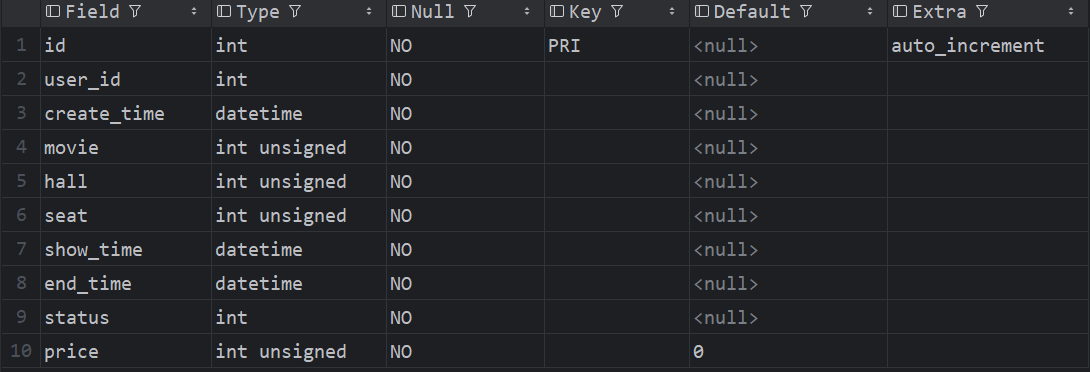 Field Type Null Key Default Extra
1 id int NO PRI <null> auto_increment
2 user_id int NO <null>
3 create_time datetime NO <null>
4 movie int unsigned NO <null>
5 hall int unsigned NO <null>
6 seat int unsigned NO <null>
7 show_time datetime NO <null>
8 end_time datetime NO <null>
9 status int NO <null>
10 price int unsigned NO 0